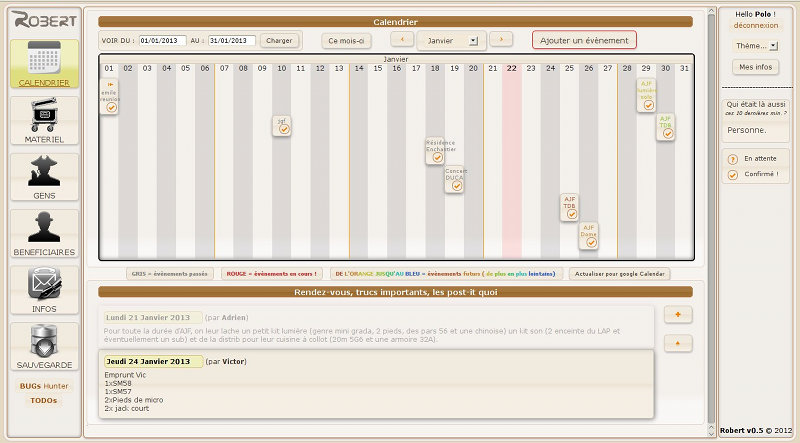 ROBERT
CALENDRIER
MATERIEL
GENS
BENEFICIAIRES
INFOS
SAUVEGARDE
BUGs Hunter
TODOs
Calendrier
VOIR DU : 01/01/2013 AU : 31/01/2013 Charger Ce mois-ci Janvier Ajouter un évènement
Janvier
01 02 03 04 05 06 07 08 09 10 11 12 13 14 15 16 17 18 19 20 21 22 23 24 25 26 27 28 29 30 31
emile
reunion
jgf
Résidence
Enchantier
Concert
DUCA
AJF
TDB
AJF
Dome
AJF
lumière
solo
AJF
TDB
GRIS = évènements passés
ROUGE = évènements en cours !
DE L'ORANGE JUSQU'AU BLEU = évènements futurs ( de plus en plus lointains)
Actualiser pour google Calendar
Rendez-vous, trucs importants, les post-it quoi
Lundi 21 Janvier 2013 (par Adrien)
Pour toute la durée d'AJF, on leur lache un petit kit lumière (genre mini grada, 2 pieds, des pars 56 et une chinoise) un kit son (2 enceinte du LAP et
éventuellement un sub) et de la distrib pour leur cuisine à collot (20m 5G6 et une armoire 32A).
Jeudi 24 Janvier 2013 (par Victor)
Emprunt Vic
1xSM58
1xSM57
2xPieds de micro
2x jack court
Hello Polo !
déconnexion
Thème...
Mes infos
Qui était là aussi
ces 10 dernières min. ?
Personne.
? En attente
Confirmé !
Robert v0.5 © 2012